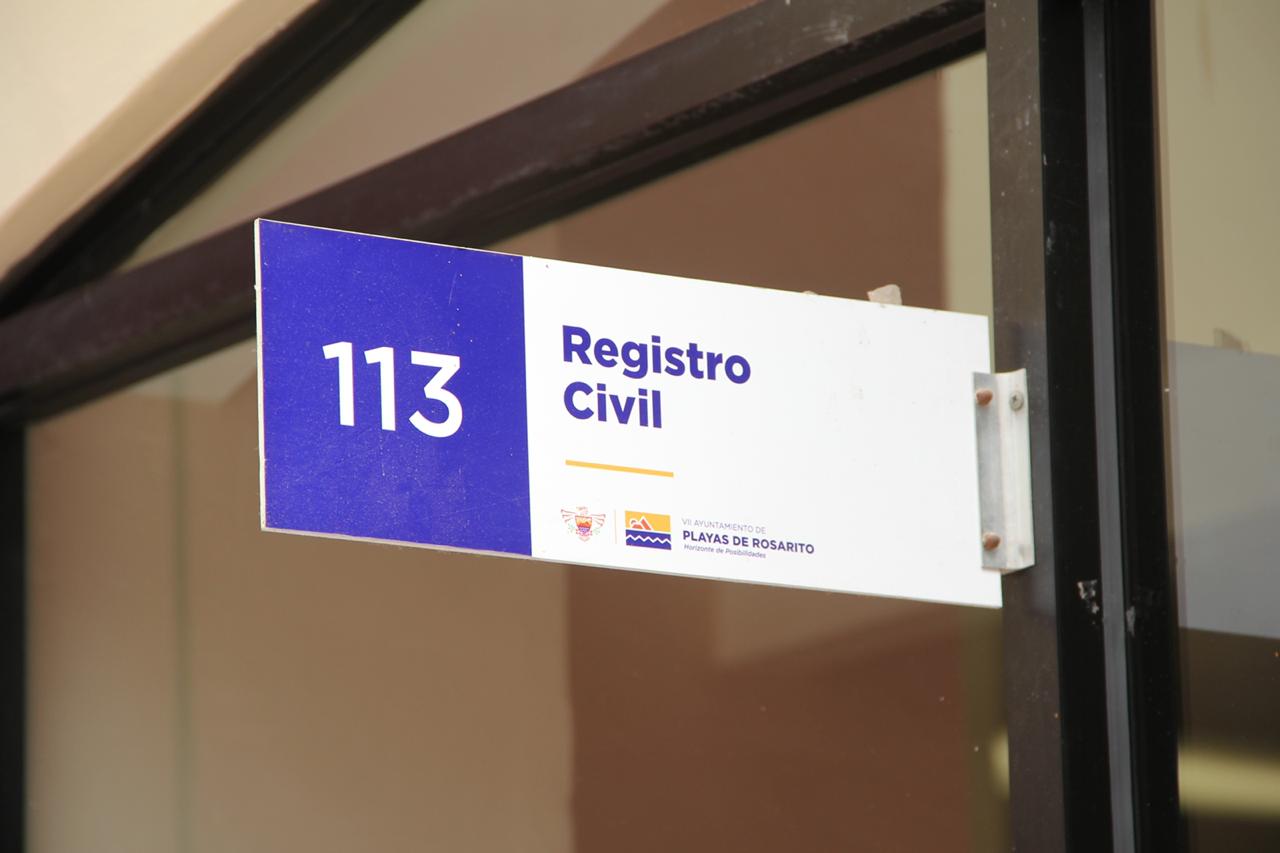 113
Registro
Civil
VII AYUNTAMIENTO DE
PLAYAS DE ROSARITO
Horizonte de Posibilidades